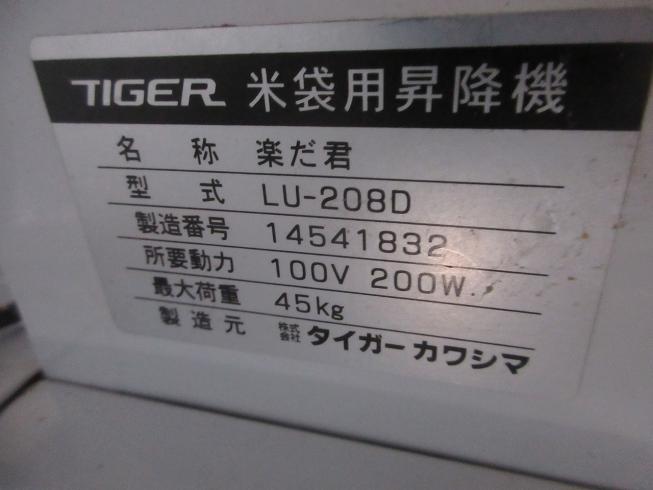 TIGER 米袋用昇降機
名称 楽だ君
型式 LU-208D
製造番号 14541832
所要動力 100V 200W
最大荷重 45kg
製造元 株式会社 タイガーカワシマ